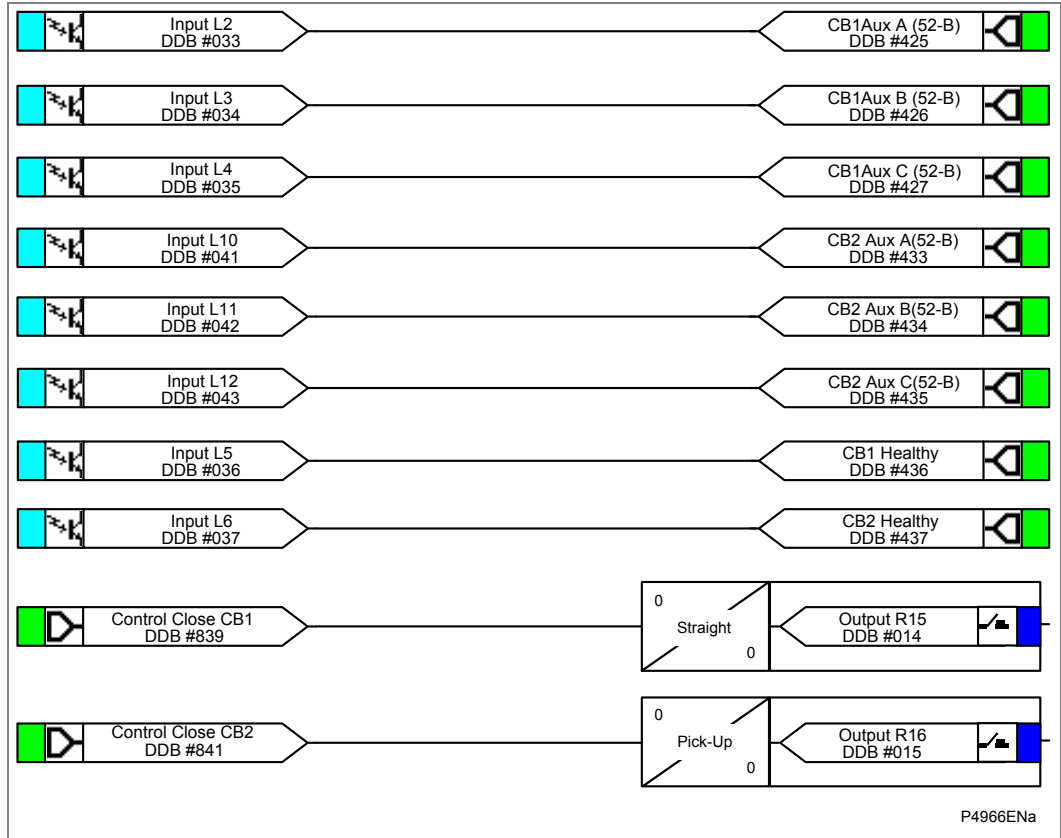 Input L2
DDB #033
CB1Aux A (52-B)
DDB #425
Input L3
DDB #034
CB1Aux B (52-B)
DDB #426
Input L4
DDB #035
CB1Aux C (52-B)
DDB #427
Input L10
DDB #041
CB2 Aux A(52-B)
DDB #433
Input L11
DDB #042
CB2 Aux B(52-B)
DDB #434
Input L12
DDB #043
CB2 Aux C(52-B)
DDB #435
Input L5
DDB #036
CB1 Healthy
DDB #436
Input L6
DDB #037
CB2 Healthy
DDB #437
Control Close CB1
DDB #839
0
Straight
0
Output R15
DDB #014
Control Close CB2
DDB #841
0
Pick-Up
0
Output R16
DDB #015
P4966ENa